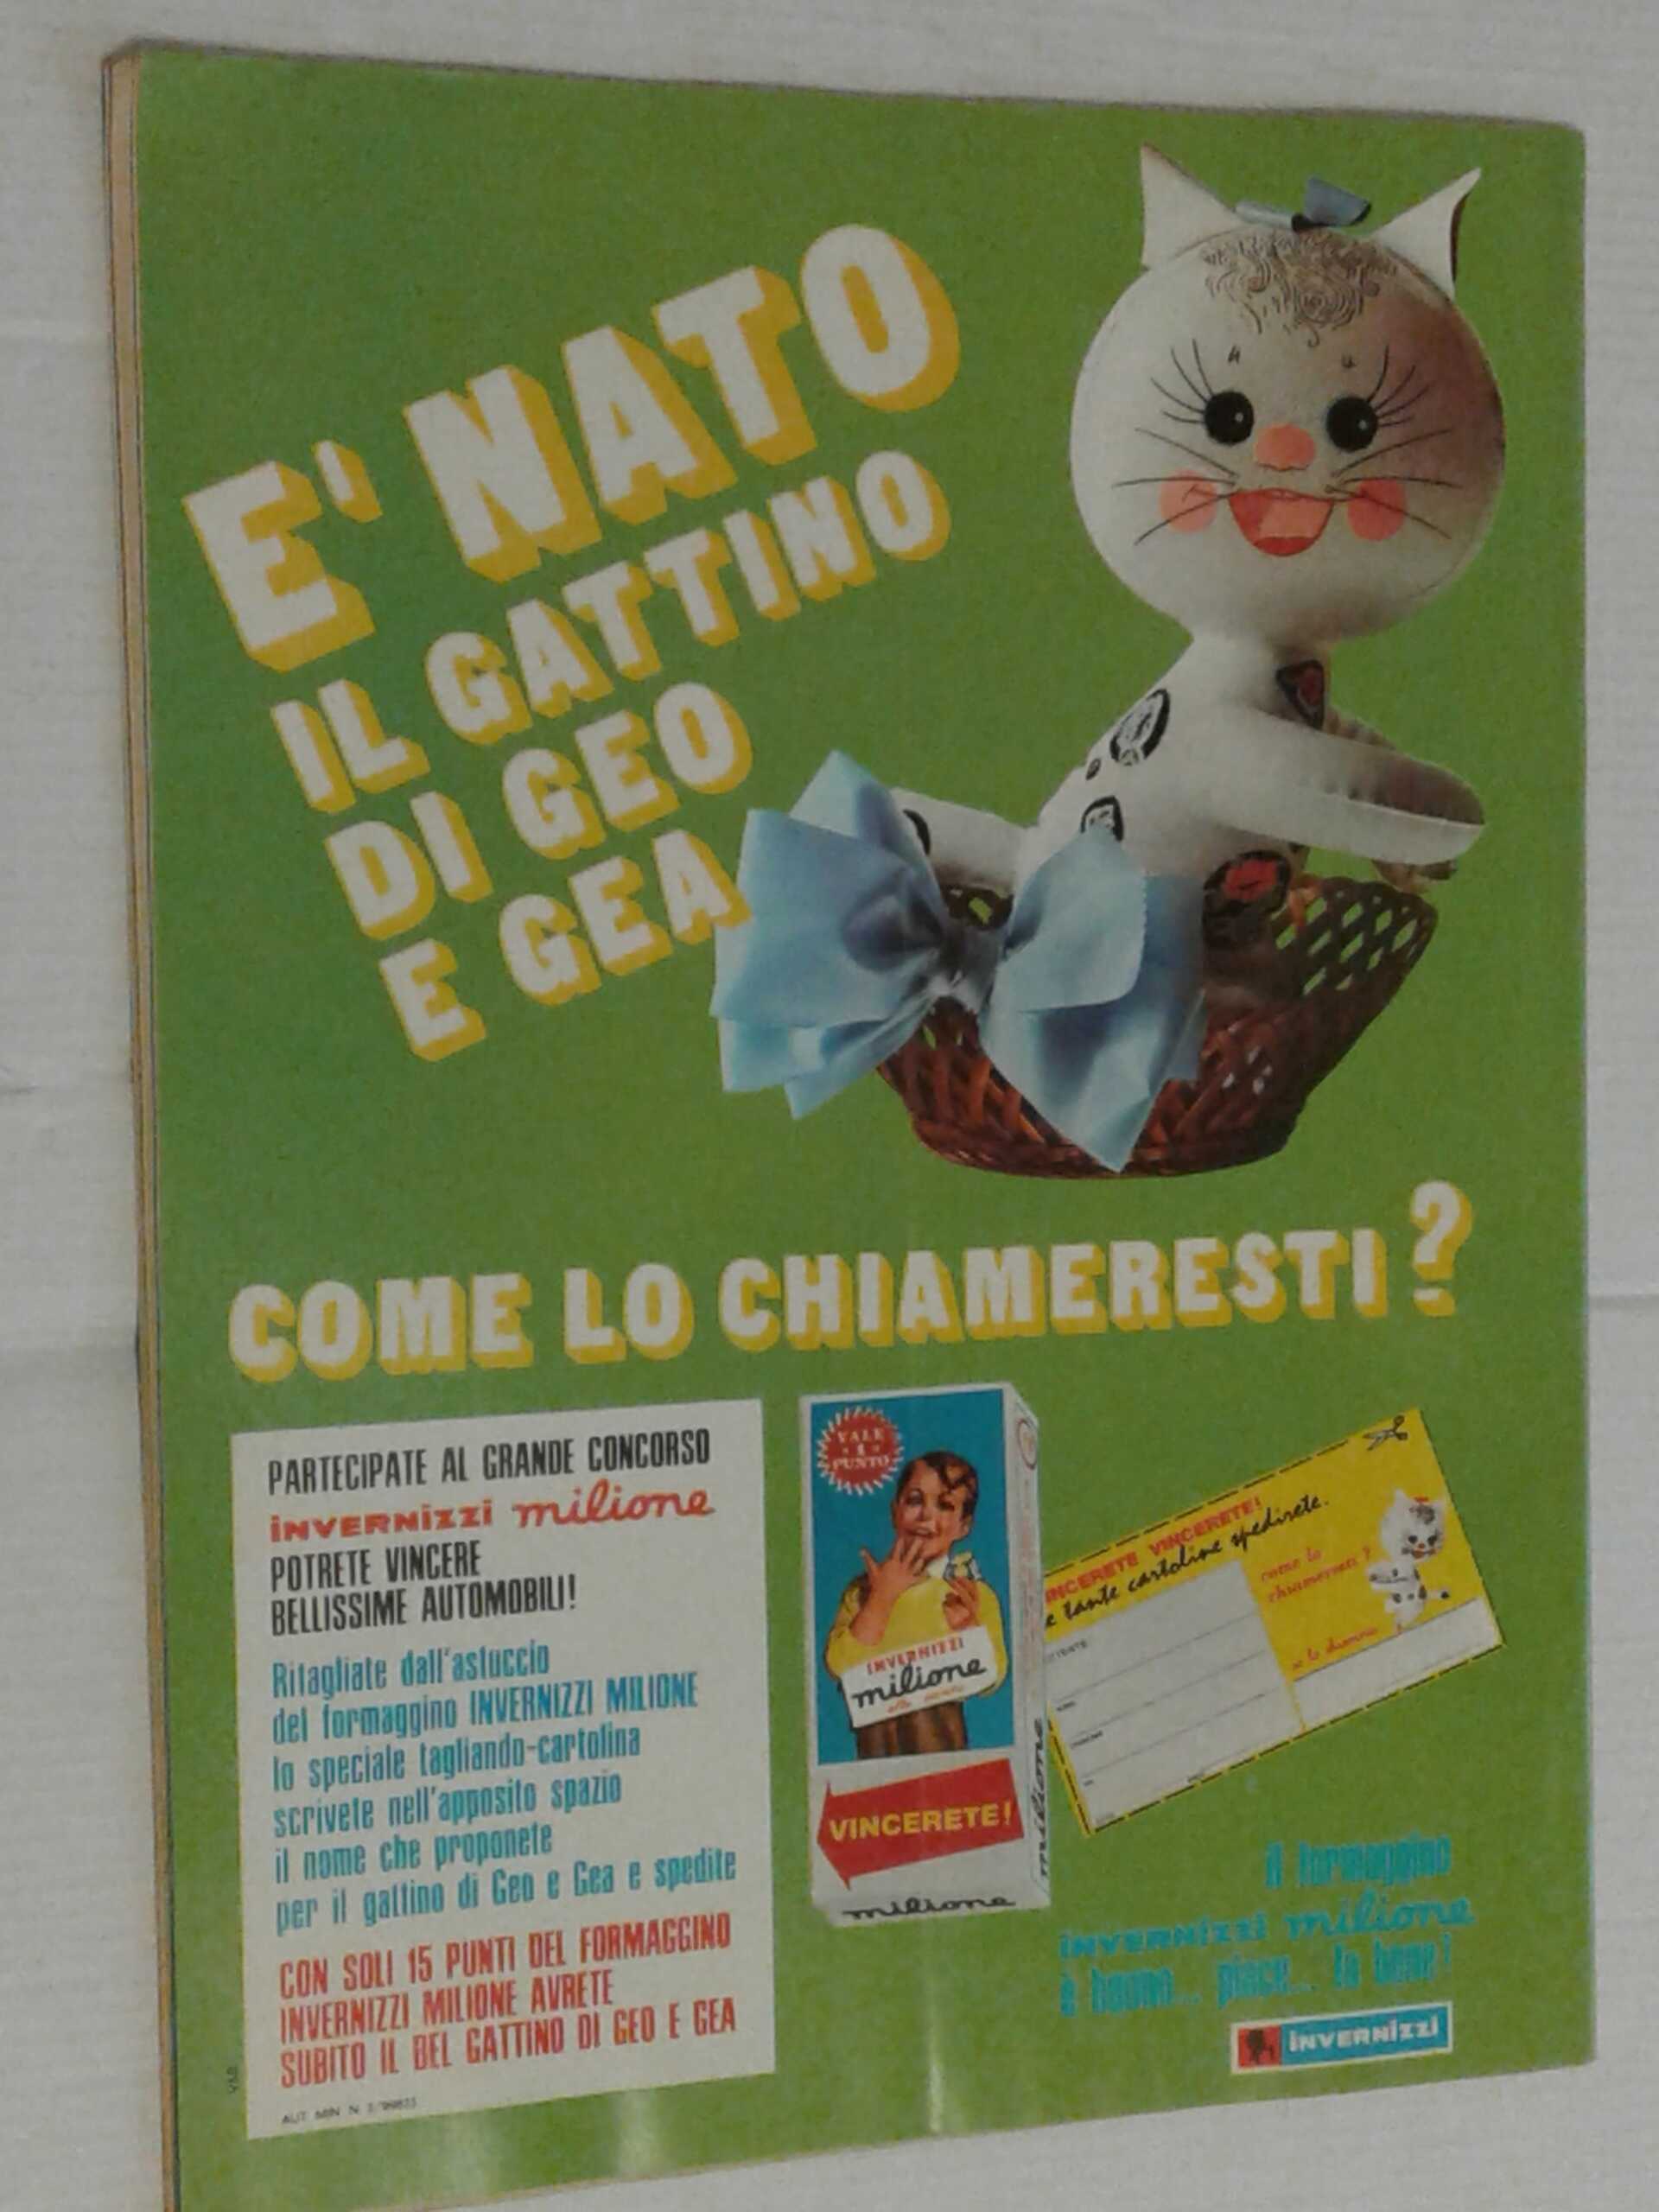 E' NATO
IL GATTINO
DI GEO
E GEA
COME LO CHIAMERESTI?
PARTECIPATE AL GRANDE CONCORSO
INVERNIZZI milione
POTRETE VINCERE
BELLISSIME AUTOMOBILI!
Ritagliate dall'astuccio
del formaggino INVERNIZZI MILIONE
lo speciale tagliando-cartolina
scrivete nell'apposito spazio
il nome che proponete
per il gattino di Geo e Gea e spedite
CON SOLI 15 PUNTI DEL FORMAGGINO
INVERNIZZI MILIONE AVRETE
SUBITO IL BEL GATTINO DI GEO E GEA
AUT. MIN. N.
VALE
1
PUNTO
INVERNIZZI
milione
VINCERETE!
milione
milione
INCERETE VINCERETE!
e tante cartoline spedirete.
come lo
chiameresti?
Il formaggino
INVERNIZZI milione
è buono... piace... fa bene!
INVERNIZZI